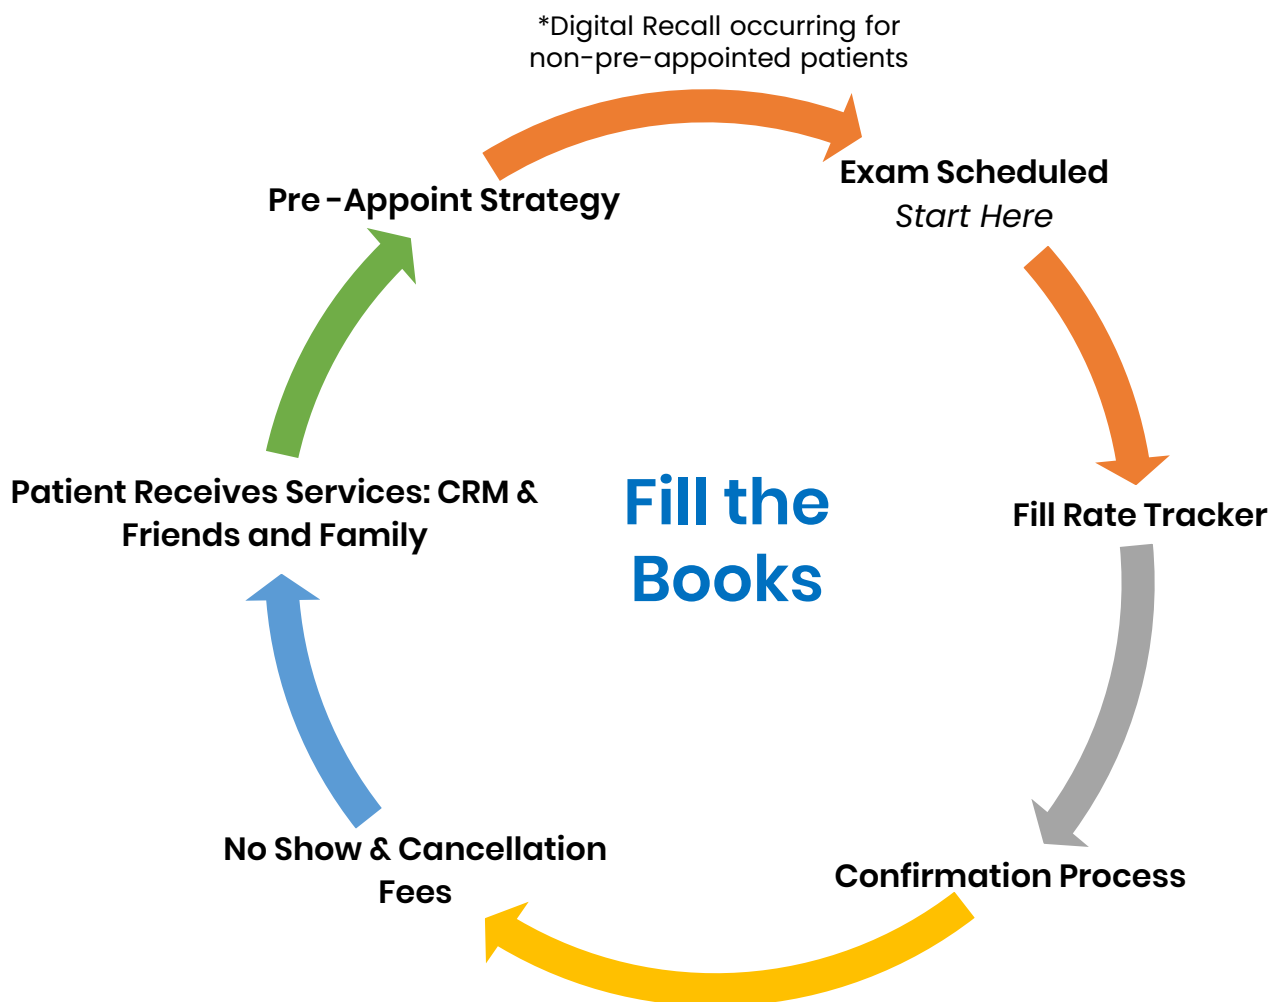 *Digital Recall occurring for
non-pre-appointed patients
Exam Scheduled
Start Here
Pre -Appoint Strategy
Fill the
Books
Patient Receives Services: CRM &
Friends and Family
Fill Rate Tracker
No Show & Cancellation
Fees
Confirmation Process